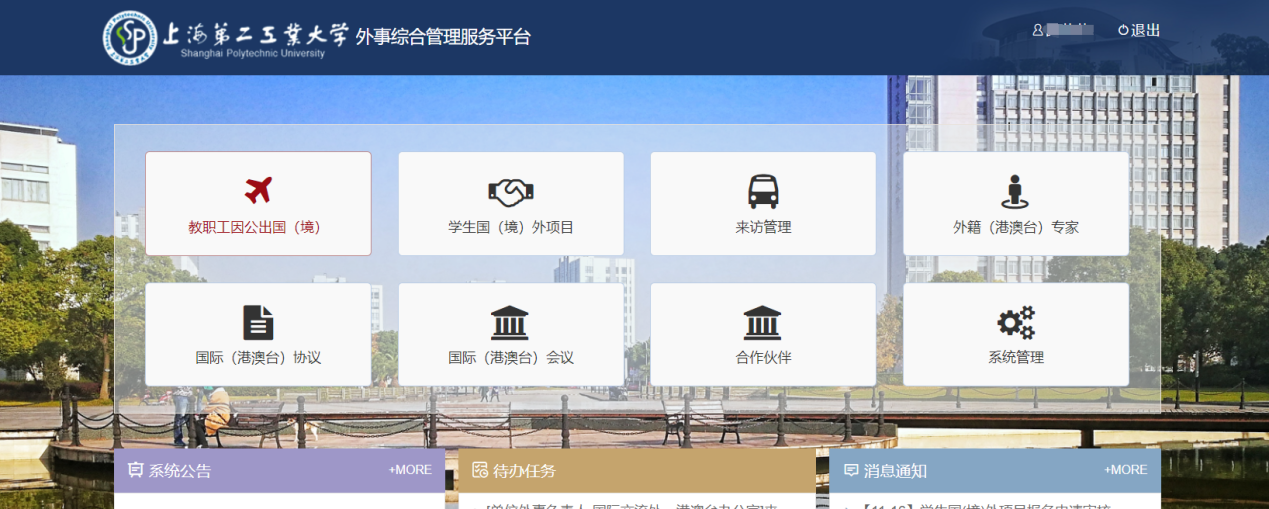 上海第二工业大学 外事综合管理服务平台
Shanghai Polytechnic University
退出
教职工因公出国（境）
学生国（境）外项目
来访管理
外籍（港澳台）专家
国际（港澳台）协议
国际（港澳台）会议
合作伙伴
系统管理
系统公告
+MORE
待办任务
消息通知
+MORE